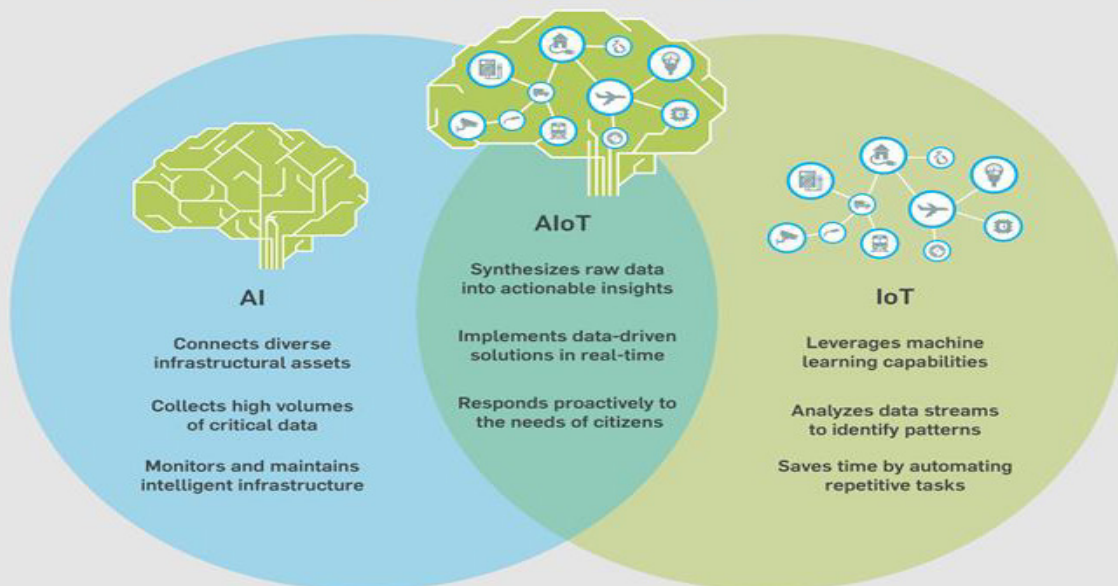 AI
Connects diverse
infrastructural assets
Collects high volumes
of critical data
Monitors and maintains
intelligent infrastructure
AIoT
Synthesizes raw data
into actionable insights
Implements data-driven
solutions in real-time
Responds proactively to
the needs of citizens
IoT
Leverages machine
learning capabilities
Analyzes data streams
to identify patterns
Saves time by automating
repetitive tasks